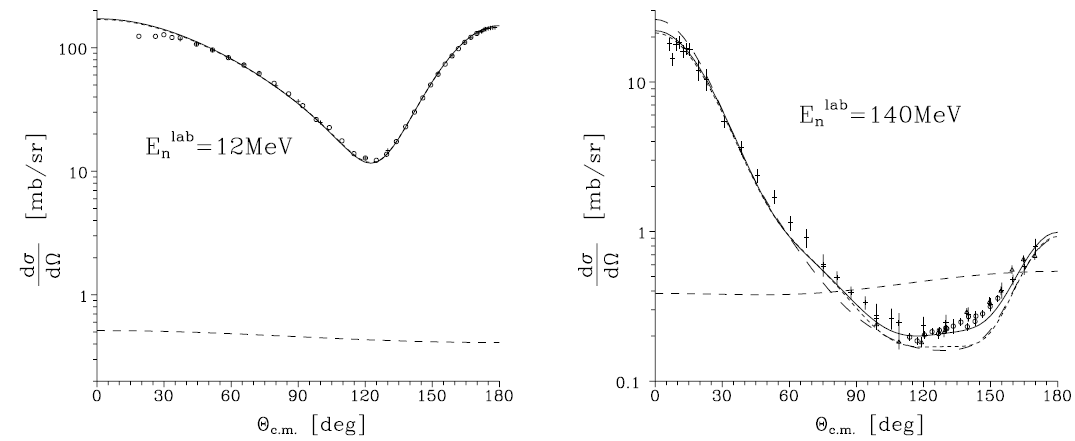 100
10
1
dσ
dΩ
[mb/sr]
E_n^lab=12MeV
0 30 60 90 120 150 180
Θ_c.m. [deg]
10
1
0.1
dσ
dΩ
[mb/sr]
E_n^lab=140MeV
0 30 60 90 120 150 180
Θ_c.m. [deg]